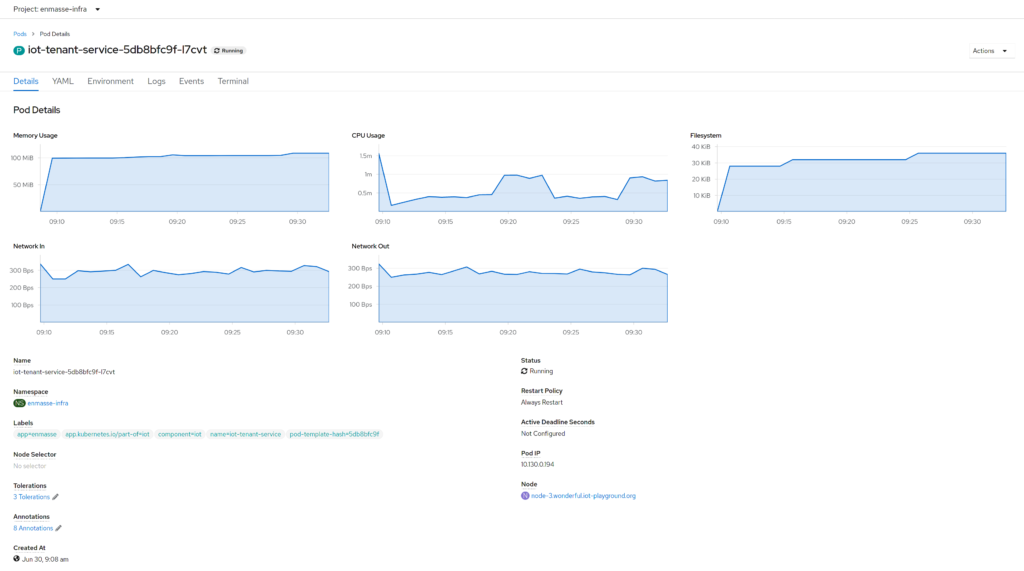 Project: enmasse-infra
Pods > Pod Details
P iot-tenant-service-5db8bfc9f-l7cvt Running
Actions
Details YAML Environment Logs Events Terminal
Pod Details
Memory Usage
100 MiB
50 MiB
09:10 09:15 09:20 09:25 09:30
CPU Usage
1.5m
1m
0.5m
09:10 09:15 09:20 09:25 09:30
Filesystem
40 KiB
30 KiB
20 KiB
10 KiB
09:10 09:15 09:20 09:25 09:30
Network In
300 Bps
200 Bps
100 Bps
09:10 09:15 09:20 09:25 09:30
Network Out
300 Bps
200 Bps
100 Bps
09:10 09:15 09:20 09:25 09:30
Name
iot-tenant-service-5db8bfc9f-l7cvt
Namespace
NS enmasse-infra
Labels
app=enmasse app.kubernetes.io/part-of=iot component=iot name=iot-tenant-service pod-template-hash=5db8bfc9f
Node Selector
No selector
Tolerations
3 Tolerations
Annotations
8 Annotations
Created At
Jun 30, 9:08 am
Status
Running
Restart Policy
Always Restart
Active Deadline Seconds
Not Configured
Pod IP
10.130.0.194
Node
N node-3.wonderful.iot-playground.org